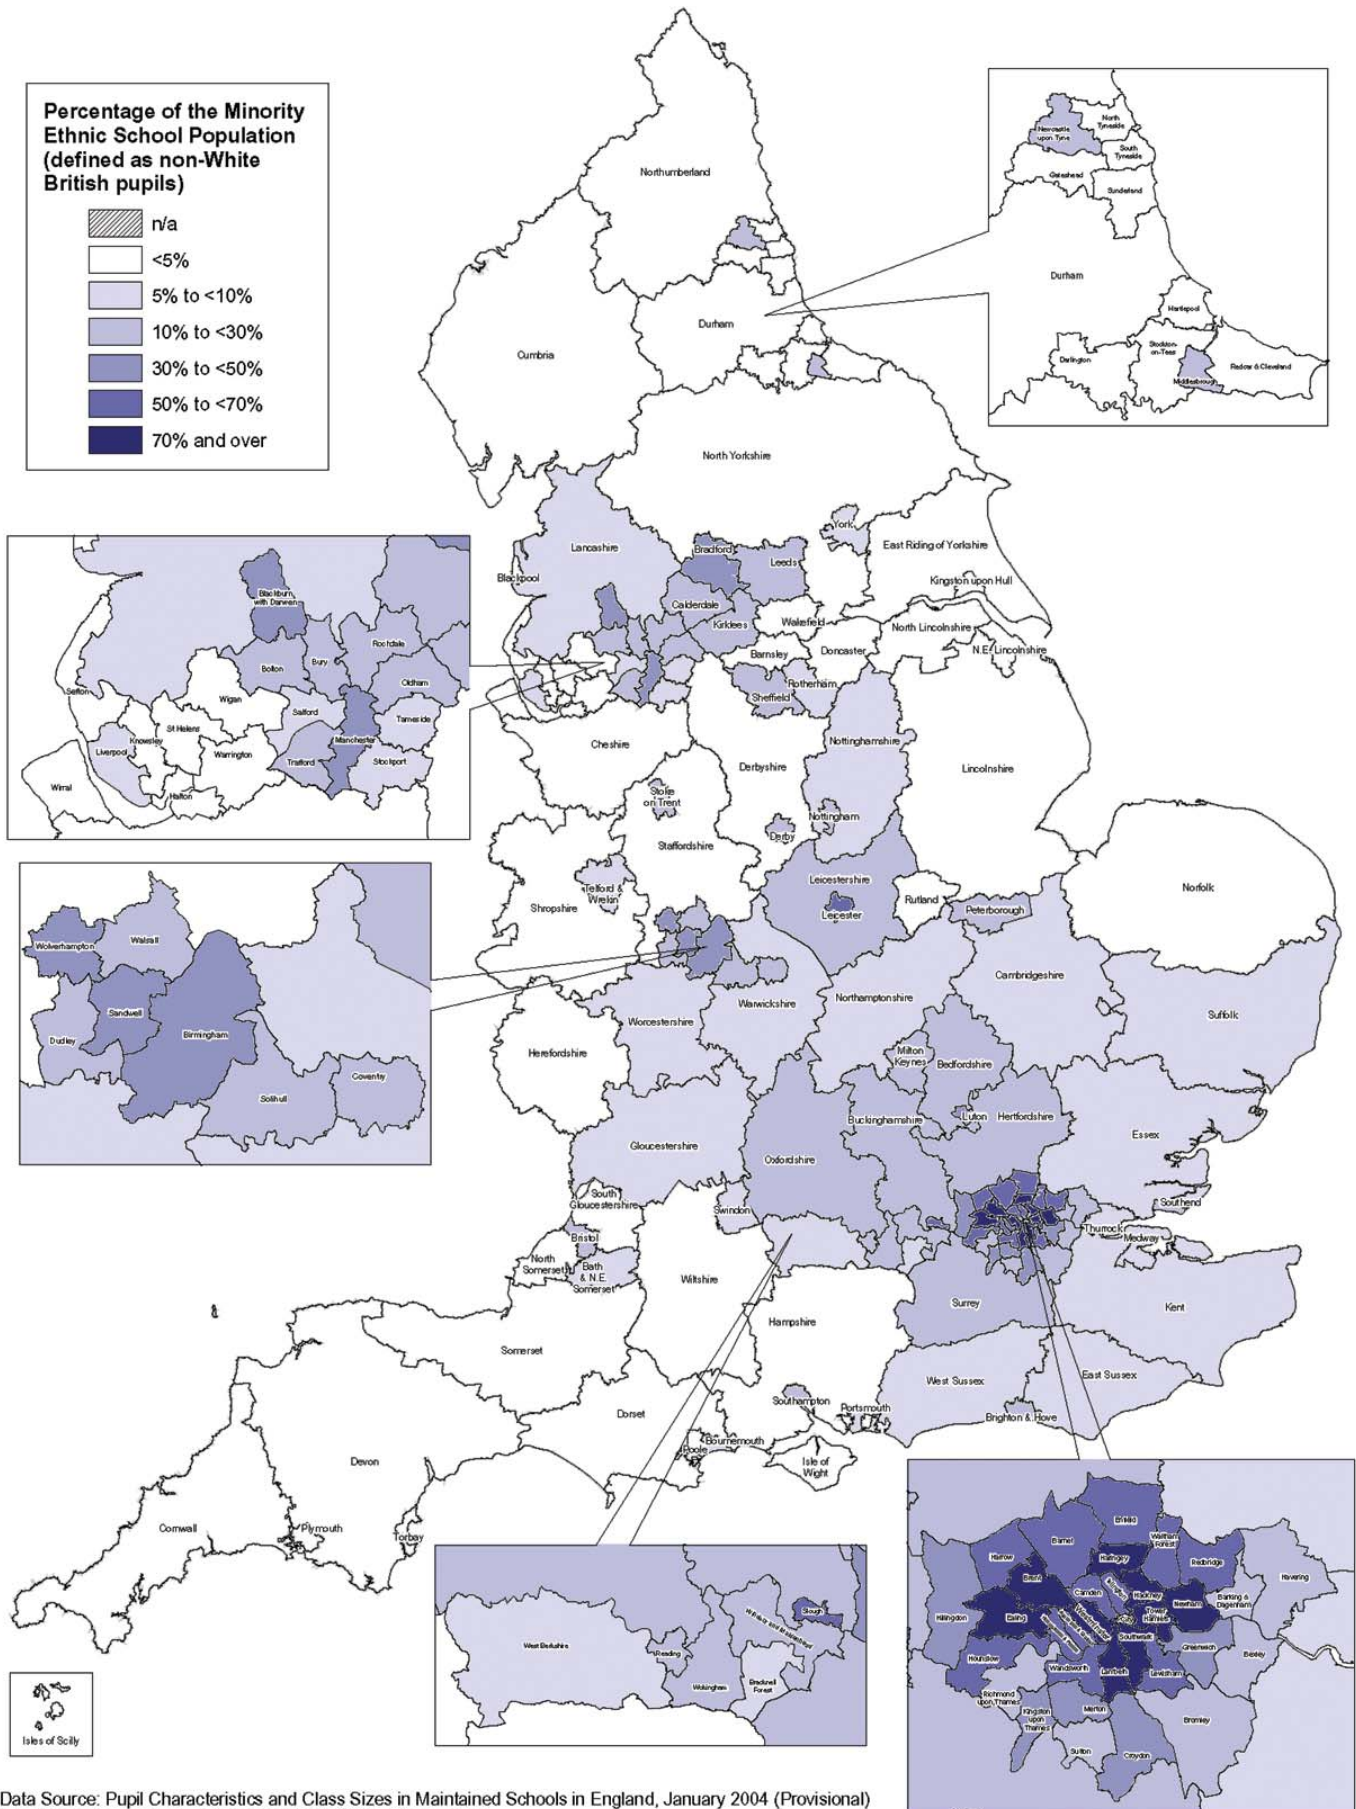 Percentage of the Minority
Ethnic School Population
(defined as non-White
British pupils)
n/a
<5%
5% to <10%
10% to <30%
30% to <50%
50% to <70%
70% and over
Northumberland
Durham
Cumbria
North Yorkshire
Newcastle
upon Tyne
North
Tyneside
South
Tyneside
Gateshead
Sunderland
Durham
Hartlepool
Stockton-
on-Tees
Darlington
Middlesbrough
Redcar & Cleveland
York
Lancashire
Blackpool
Bradford
Leeds
East Riding of Yorkshire
Kingston upon Hull
Calderdale
Kirklees
Wakefield
North Lincolnshire
N.E. Lincolnshire
Barnsley
Doncaster
Rotherham
Sheffield
Cheshire
Derbyshire
Nottinghamshire
Lincolnshire
Stoke
on Trent
Nottingham
Derby
Staffordshire
Leicestershire
Leicester
Rutland
Norfolk
Telford &
Wrekin
Shropshire
Peterborough
Cambridgeshire
Northamptonshire
Warwickshire
Worcestershire
Suffolk
Herefordshire
Milton
Keynes
Bedfordshire
Buckinghamshire
Luton
Hertfordshire
Essex
Gloucestershire
Oxfordshire
South
Gloucestershire
Swindon
Southend
Thurrock
Medway
Bristol
North
Somerset
Bath
& N.E.
Somerset
Wiltshire
Surrey
Kent
Hampshire
Somerset
West Sussex
East Sussex
Southampton
Portsmouth
Brighton & Hove
Dorset
Bournemouth
Poole
Isle of
Wight
Devon
Cornwall
Plymouth
Torbay
Isles of Scilly
Blackburn
with Darwen
Rochdale
Bolton
Bury
Oldham
Sefton
Wigan
Salford
Tameside
St Helens
Knowsley
Liverpool
Manchester
Warrington
Trafford
Stockport
Wirral
Halton
Wolverhampton
Walsall
Sandwell
Birmingham
Dudley
Solihull
Coventry
West Berkshire
Reading
Wokingham
Windsor and Maidenhead
Slough
Bracknell
Forest
Enfield
Barnet
Harrow
Waltham
Forest
Haringey
Redbridge
Havering
Brent
Camden
Islington
Hackney
Newham
Barking &
Dagenham
Hillingdon
Ealing
Tower
Hamlets
Southwark
Greenwich
Bexley
Hounslow
Wandsworth
Lambeth
Lewisham
Richmond
upon Thames
Kingston
upon
Thames
Merton
Bromley
Sutton
Croydon
Data Source: Pupil Characteristics and Class Sizes in Maintained Schools in England, January 2004 (Provisional)